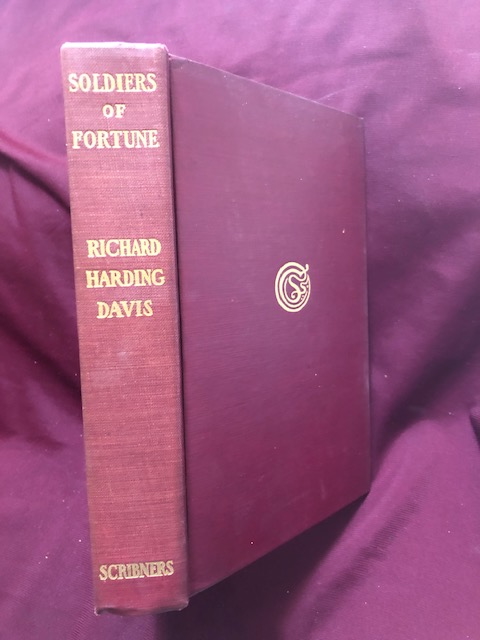 SOLDIERS
OF
FORTUNE
RICHARD
HARDING
DAVIS
SCRIBNERS